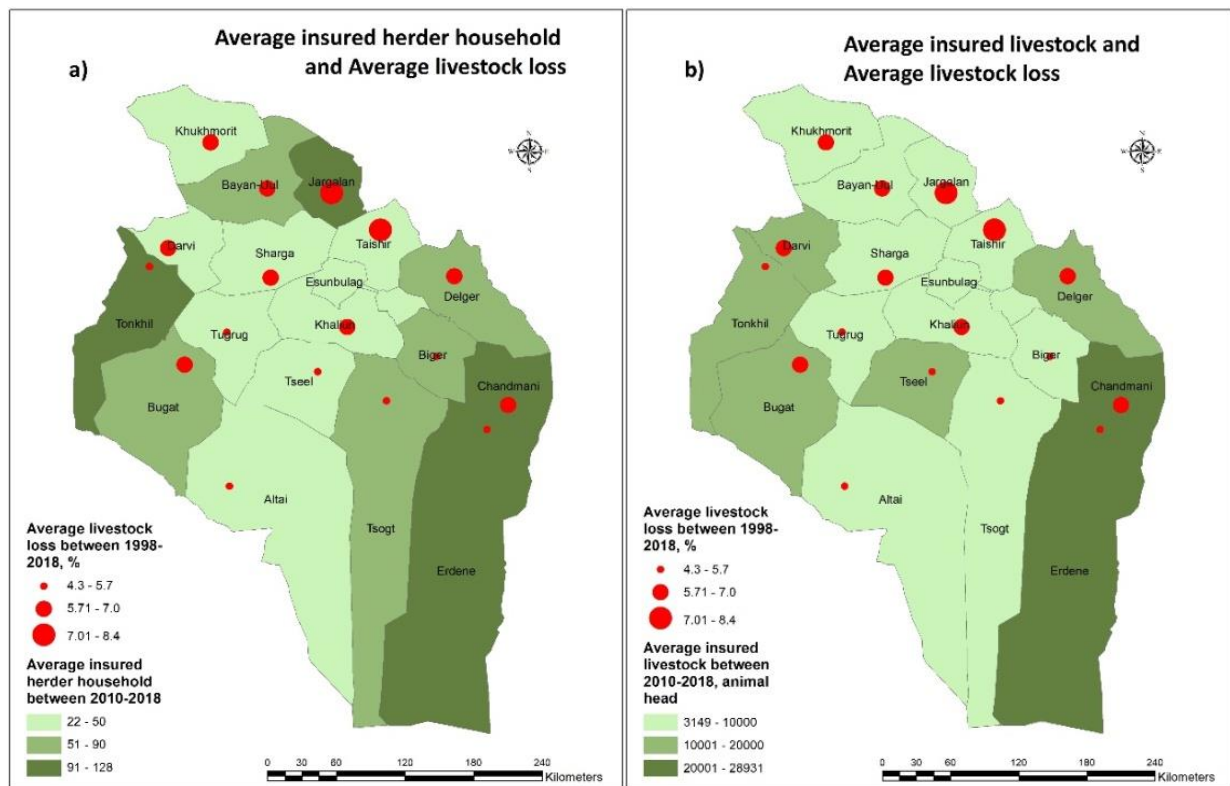 a)
Average insured herder household
and Average livestock loss
N
W
E
S
Khukhmorit
Bayan-Uul
Jargalan
Darvi
Sharga
Taishir
Esunbulag
Delger
Tonkhil
Tugrug
Khaliun
Biger
Bugat
Tseel
Chandmani
Altai
Tsogt
Erdene
Average livestock
loss between 1998-
2018, %
4.3 - 5.7
5.71 - 7.0
7.01 - 8.4
Average insured
herder household
between 2010-2018
22 - 50
51 - 90
91 - 128
0 30 60 120 180 240
Kilometers
b)
Average insured livestock and
Average livestock loss
N
W
E
S
Khukhmorit
Bayan-Uul
Jargalan
Darvi
Sharga
Taishir
Esunbulag
Delger
Tonkhil
Tugrug
Khaliun
Biger
Bugat
Tseel
Chandmani
Altai
Tsogt
Erdene
Average livestock
loss between 1998-
2018, %
4.3 - 5.7
5.71 - 7.0
7.01 - 8.4
Average insured
livestock between
2010-2018, animal
head
3149 - 10000
10001 - 20000
20001 - 28931
0 30 60 120 180 240
Kilometers